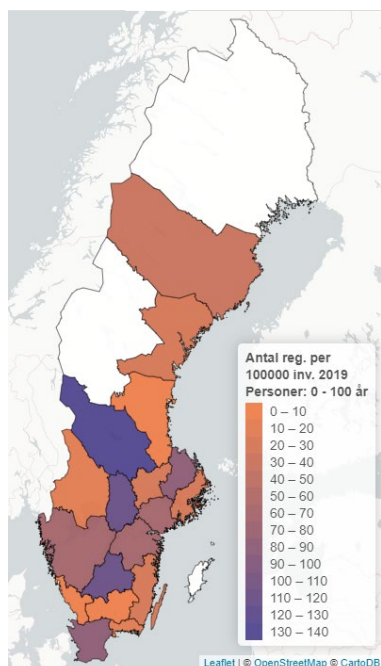 Antal reg. per
100000 inv. 2019
Personer: 0 - 100 år
0 – 10
10 – 20
20 – 30
30 – 40
40 – 50
50 – 60
60 – 70
70 – 80
80 – 90
90 – 100
100 – 110
110 – 120
120 – 130
130 – 140
Leaflet | © OpenStreetMap © CartoDB